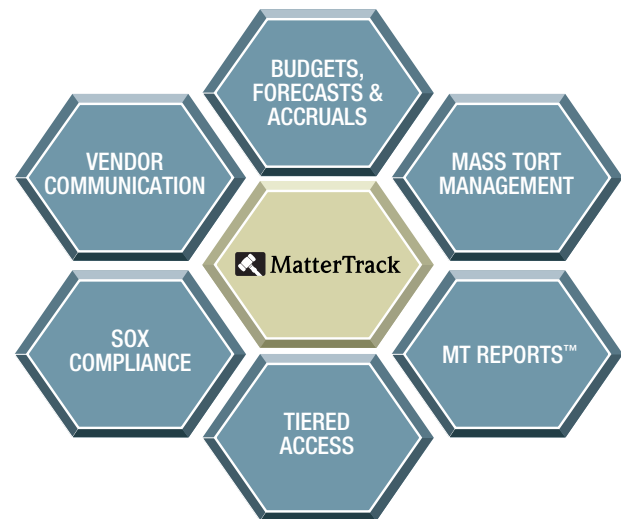 BUDGETS,
FORECASTS &
ACCRUALS
VENDOR
COMMUNICATION
MASS TORT
MANAGEMENT
MatterTrack
SOX
COMPLIANCE
MT REPORTS™
TIERED
ACCESS